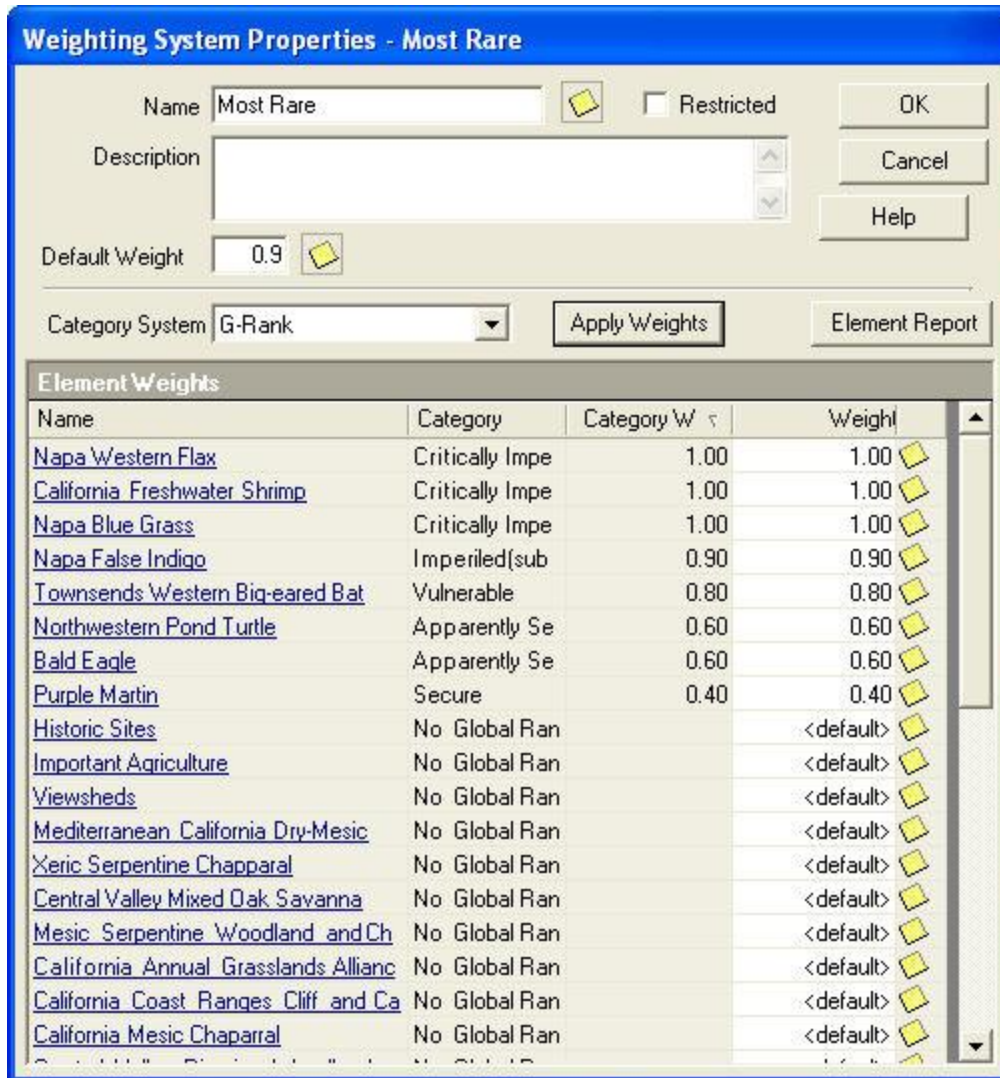 Weighting System Properties - Most Rare
Name Most Rare Restricted OK
Description Cancel
Help
Default Weight 0.9
Category System G-Rank Apply Weights Element Report
Element Weights
Name Category Category W Weight
Napa Western Flax Critically Impe 1.00 1.00
California Freshwater Shrimp Critically Impe 1.00 1.00
Napa Blue Grass Critically Impe 1.00 1.00
Napa False Indigo Imperiled(sub 0.90 0.90
Townsends Western Big-eared Bat Vulnerable 0.80 0.80
Northwestern Pond Turtle Apparently Se 0.60 0.60
Bald Eagle Apparently Se 0.60 0.60
Purple Martin Secure 0.40 0.40
Historic Sites No Global Ran <default>
Important Agriculture No Global Ran <default>
Viewsheds No Global Ran <default>
Mediterranean California Dry-Mesic No Global Ran <default>
Xeric Serpentine Chapparal No Global Ran <default>
Central Valley Mixed Oak Savanna No Global Ran <default>
Mesic Serpentine Woodland and Ch No Global Ran <default>
California Annual Grasslands Allianc No Global Ran <default>
California Coast Ranges Cliff and Ca No Global Ran <default>
California Mesic Chaparral No Global Ran <default>